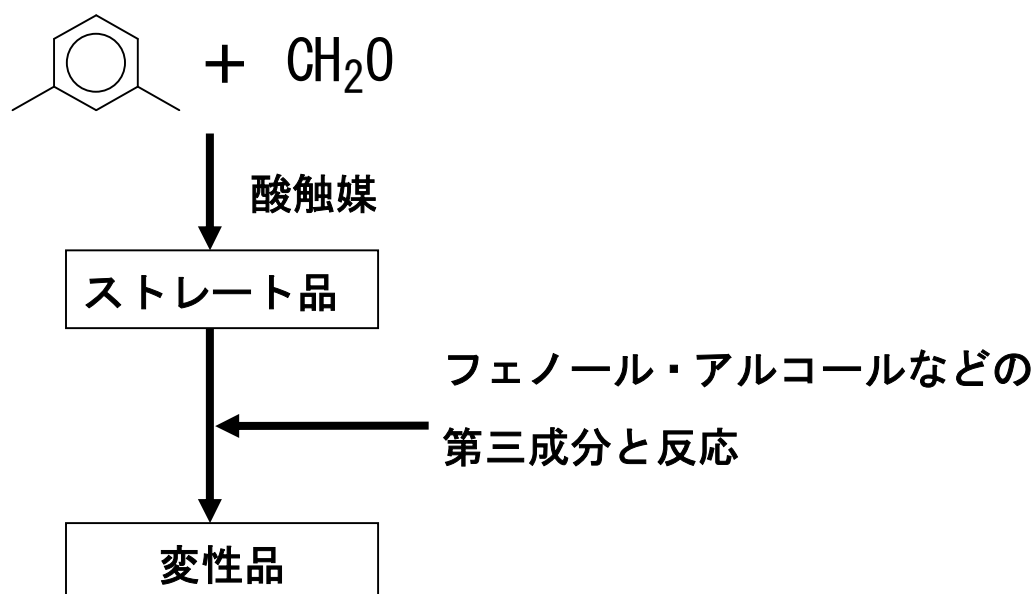 + CH₂O
酸触媒
ストレート品
フェノール・アルコールなどの
第三成分と反応
変性品